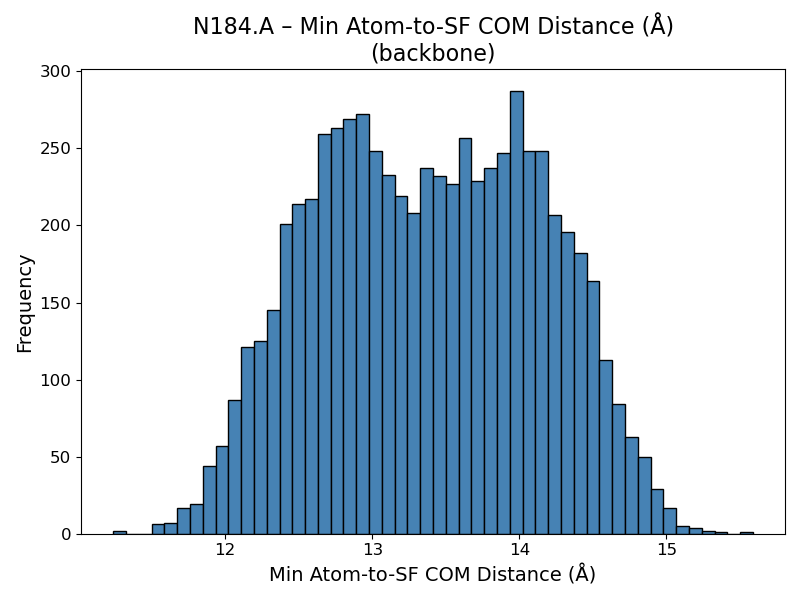 N184.A – Min Atom-to-SF COM Distance (Å)
(backbone)
300
250
200
150
100
50
0
Frequency
12 13 14 15
Min Atom-to-SF COM Distance (Å)